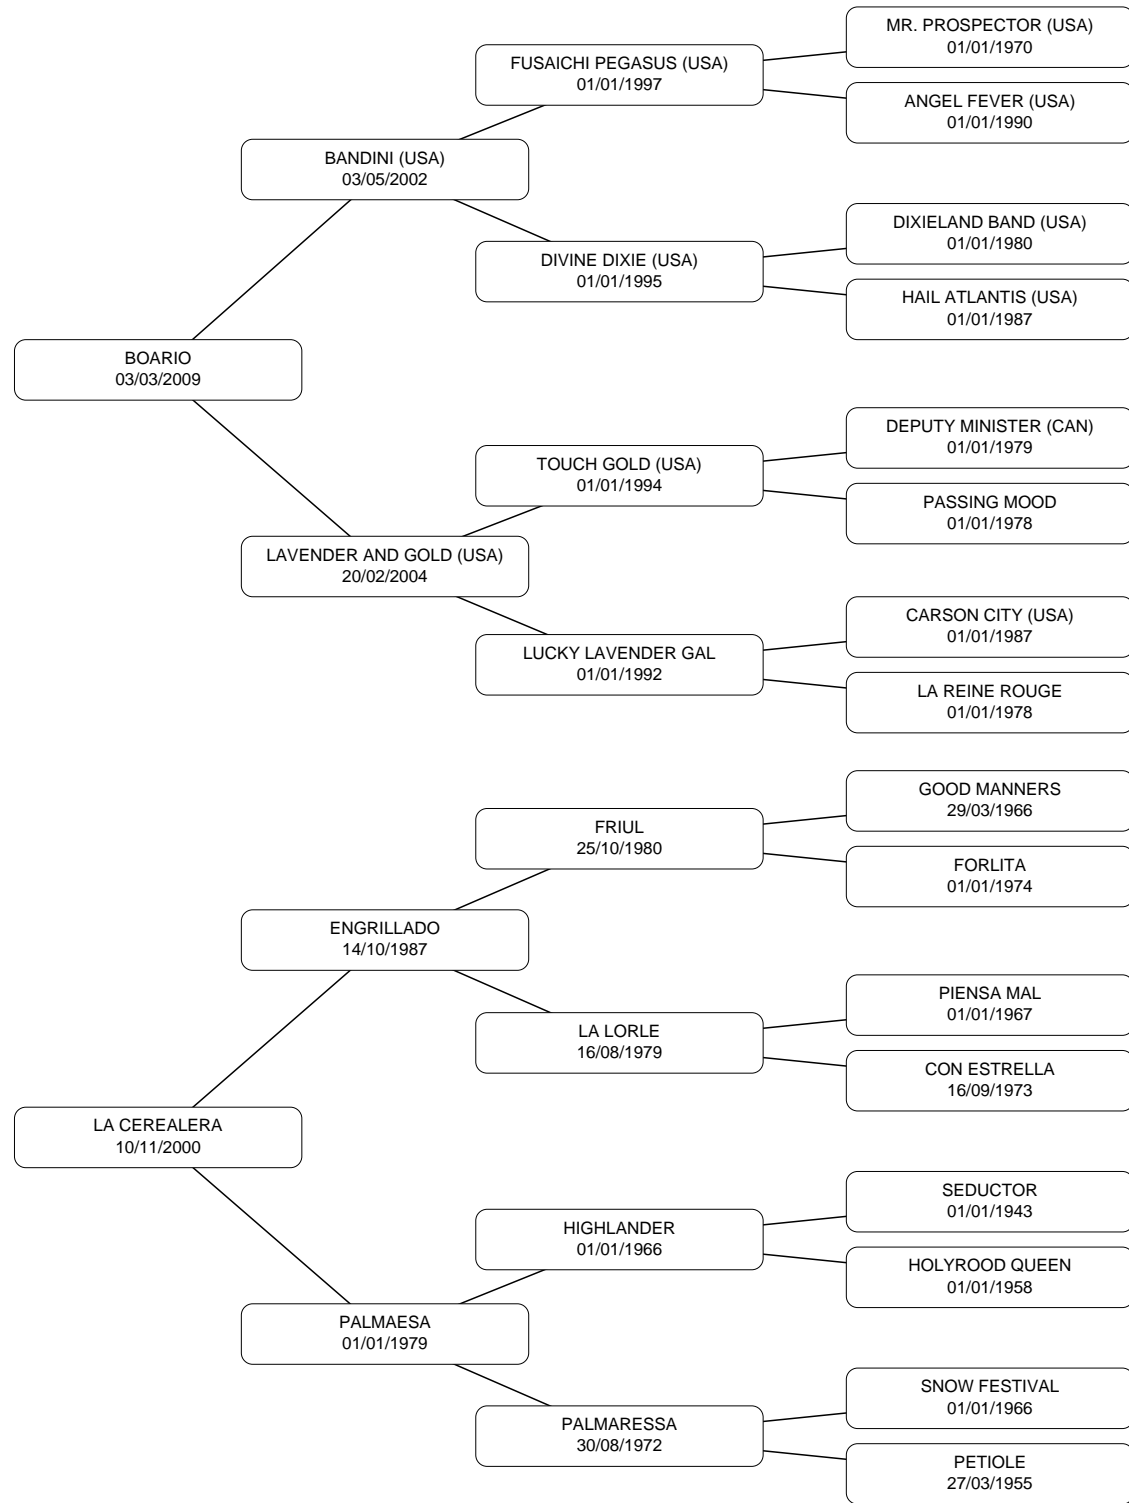 MR. PROSPECTOR (USA)
01/01/1970
FUSAICHI PEGASUS (USA)
01/01/1997
ANGEL FEVER (USA)
01/01/1990
BANDINI (USA)
03/05/2002
DIXIELAND BAND (USA)
01/01/1980
DIVINE DIXIE (USA)
01/01/1995
HAIL ATLANTIS (USA)
01/01/1987
BOARIO
03/03/2009
DEPUTY MINISTER (CAN)
01/01/1979
TOUCH GOLD (USA)
01/01/1994
PASSING MOOD
01/01/1978
LAVENDER AND GOLD (USA)
20/02/2004
CARSON CITY (USA)
01/01/1987
LUCKY LAVENDER GAL
01/01/1992
LA REINE ROUGE
01/01/1978
GOOD MANNERS
29/03/1966
FRIUL
25/10/1980
FORLITA
01/01/1974
ENGRILLADO
14/10/1987
PIENSA MAL
01/01/1967
LA LORLE
16/08/1979
CON ESTRELLA
16/09/1973
LA CEREALERA
10/11/2000
SEDUCTOR
01/01/1943
HIGHLANDER
01/01/1966
HOLYROOD QUEEN
01/01/1958
PALMAESA
01/01/1979
SNOW FESTIVAL
01/01/1966
PALMARESSA
30/08/1972
PETIOLE
27/03/1955